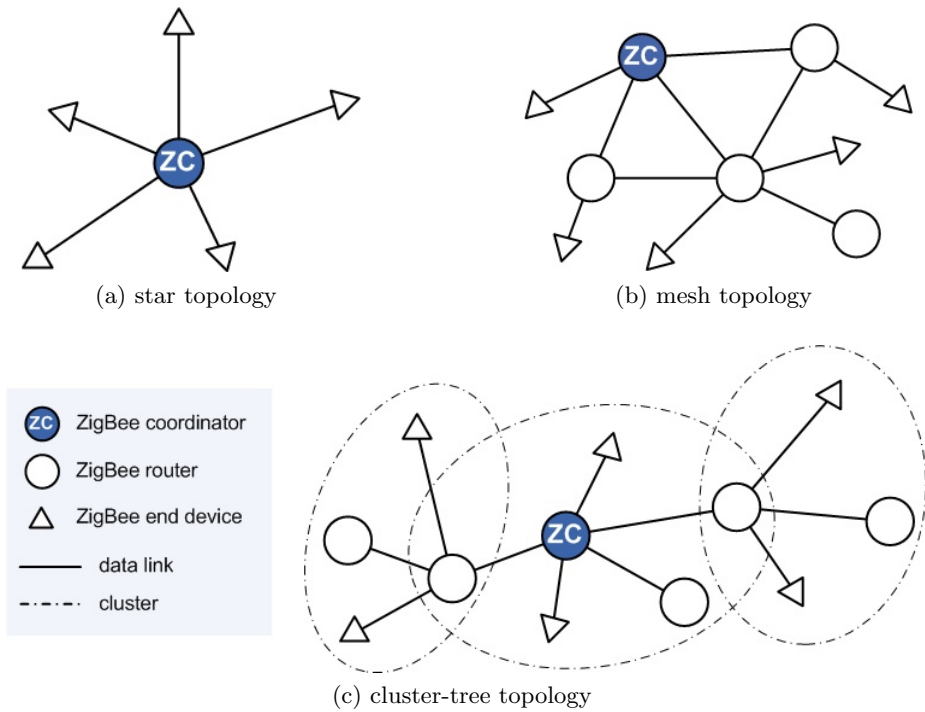 ZC
(a) star topology
ZC
(b) mesh topology
ZC ZigBee coordinator
ZigBee router
ZigBee end device
data link
cluster
ZC
(c) cluster-tree topology